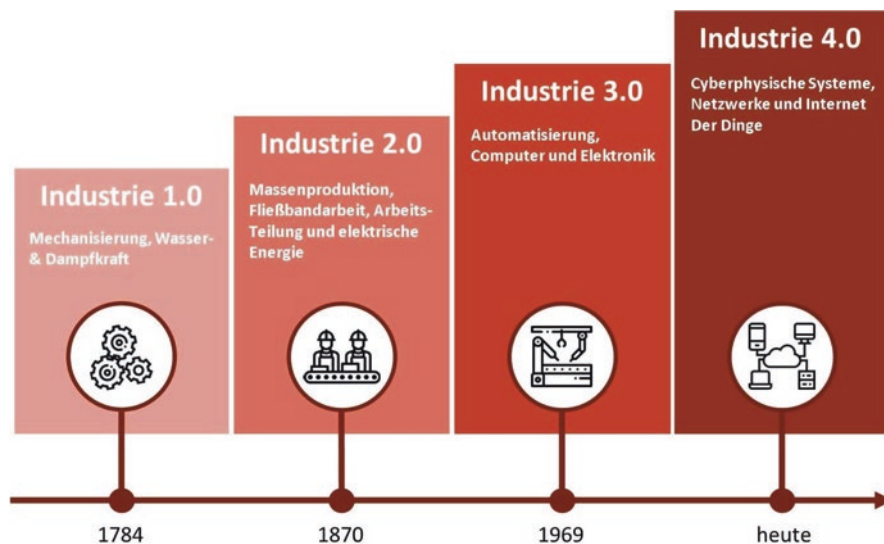 Industrie 1.0
Mechanisierung, Wasser-
& Dampfkraft
1784
Industrie 2.0
Massenproduktion,
Fließbandarbeit, Arbeits-
Teilung und elektrische
Energie
1870
Industrie 3.0
Automatisierung,
Computer und Elektronik
1969
Industrie 4.0
Cyberphysische Systeme,
Netzwerke und Internet
Der Dinge
heute